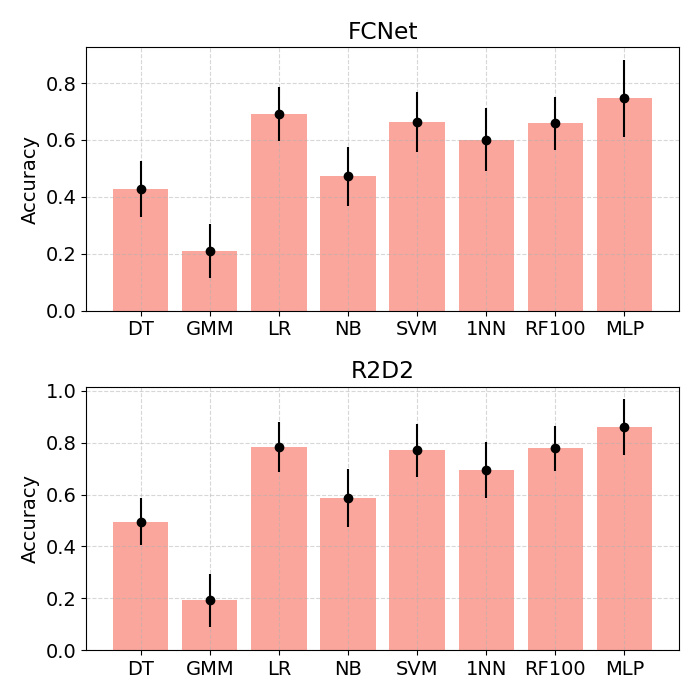 FCNet
Accuracy
0.8
0.6
0.4
0.2
0.0
DT GMM LR NB SVM 1NN RF100 MLP
R2D2
Accuracy
1.0
0.8
0.6
0.4
0.2
0.0
DT GMM LR NB SVM 1NN RF100 MLP